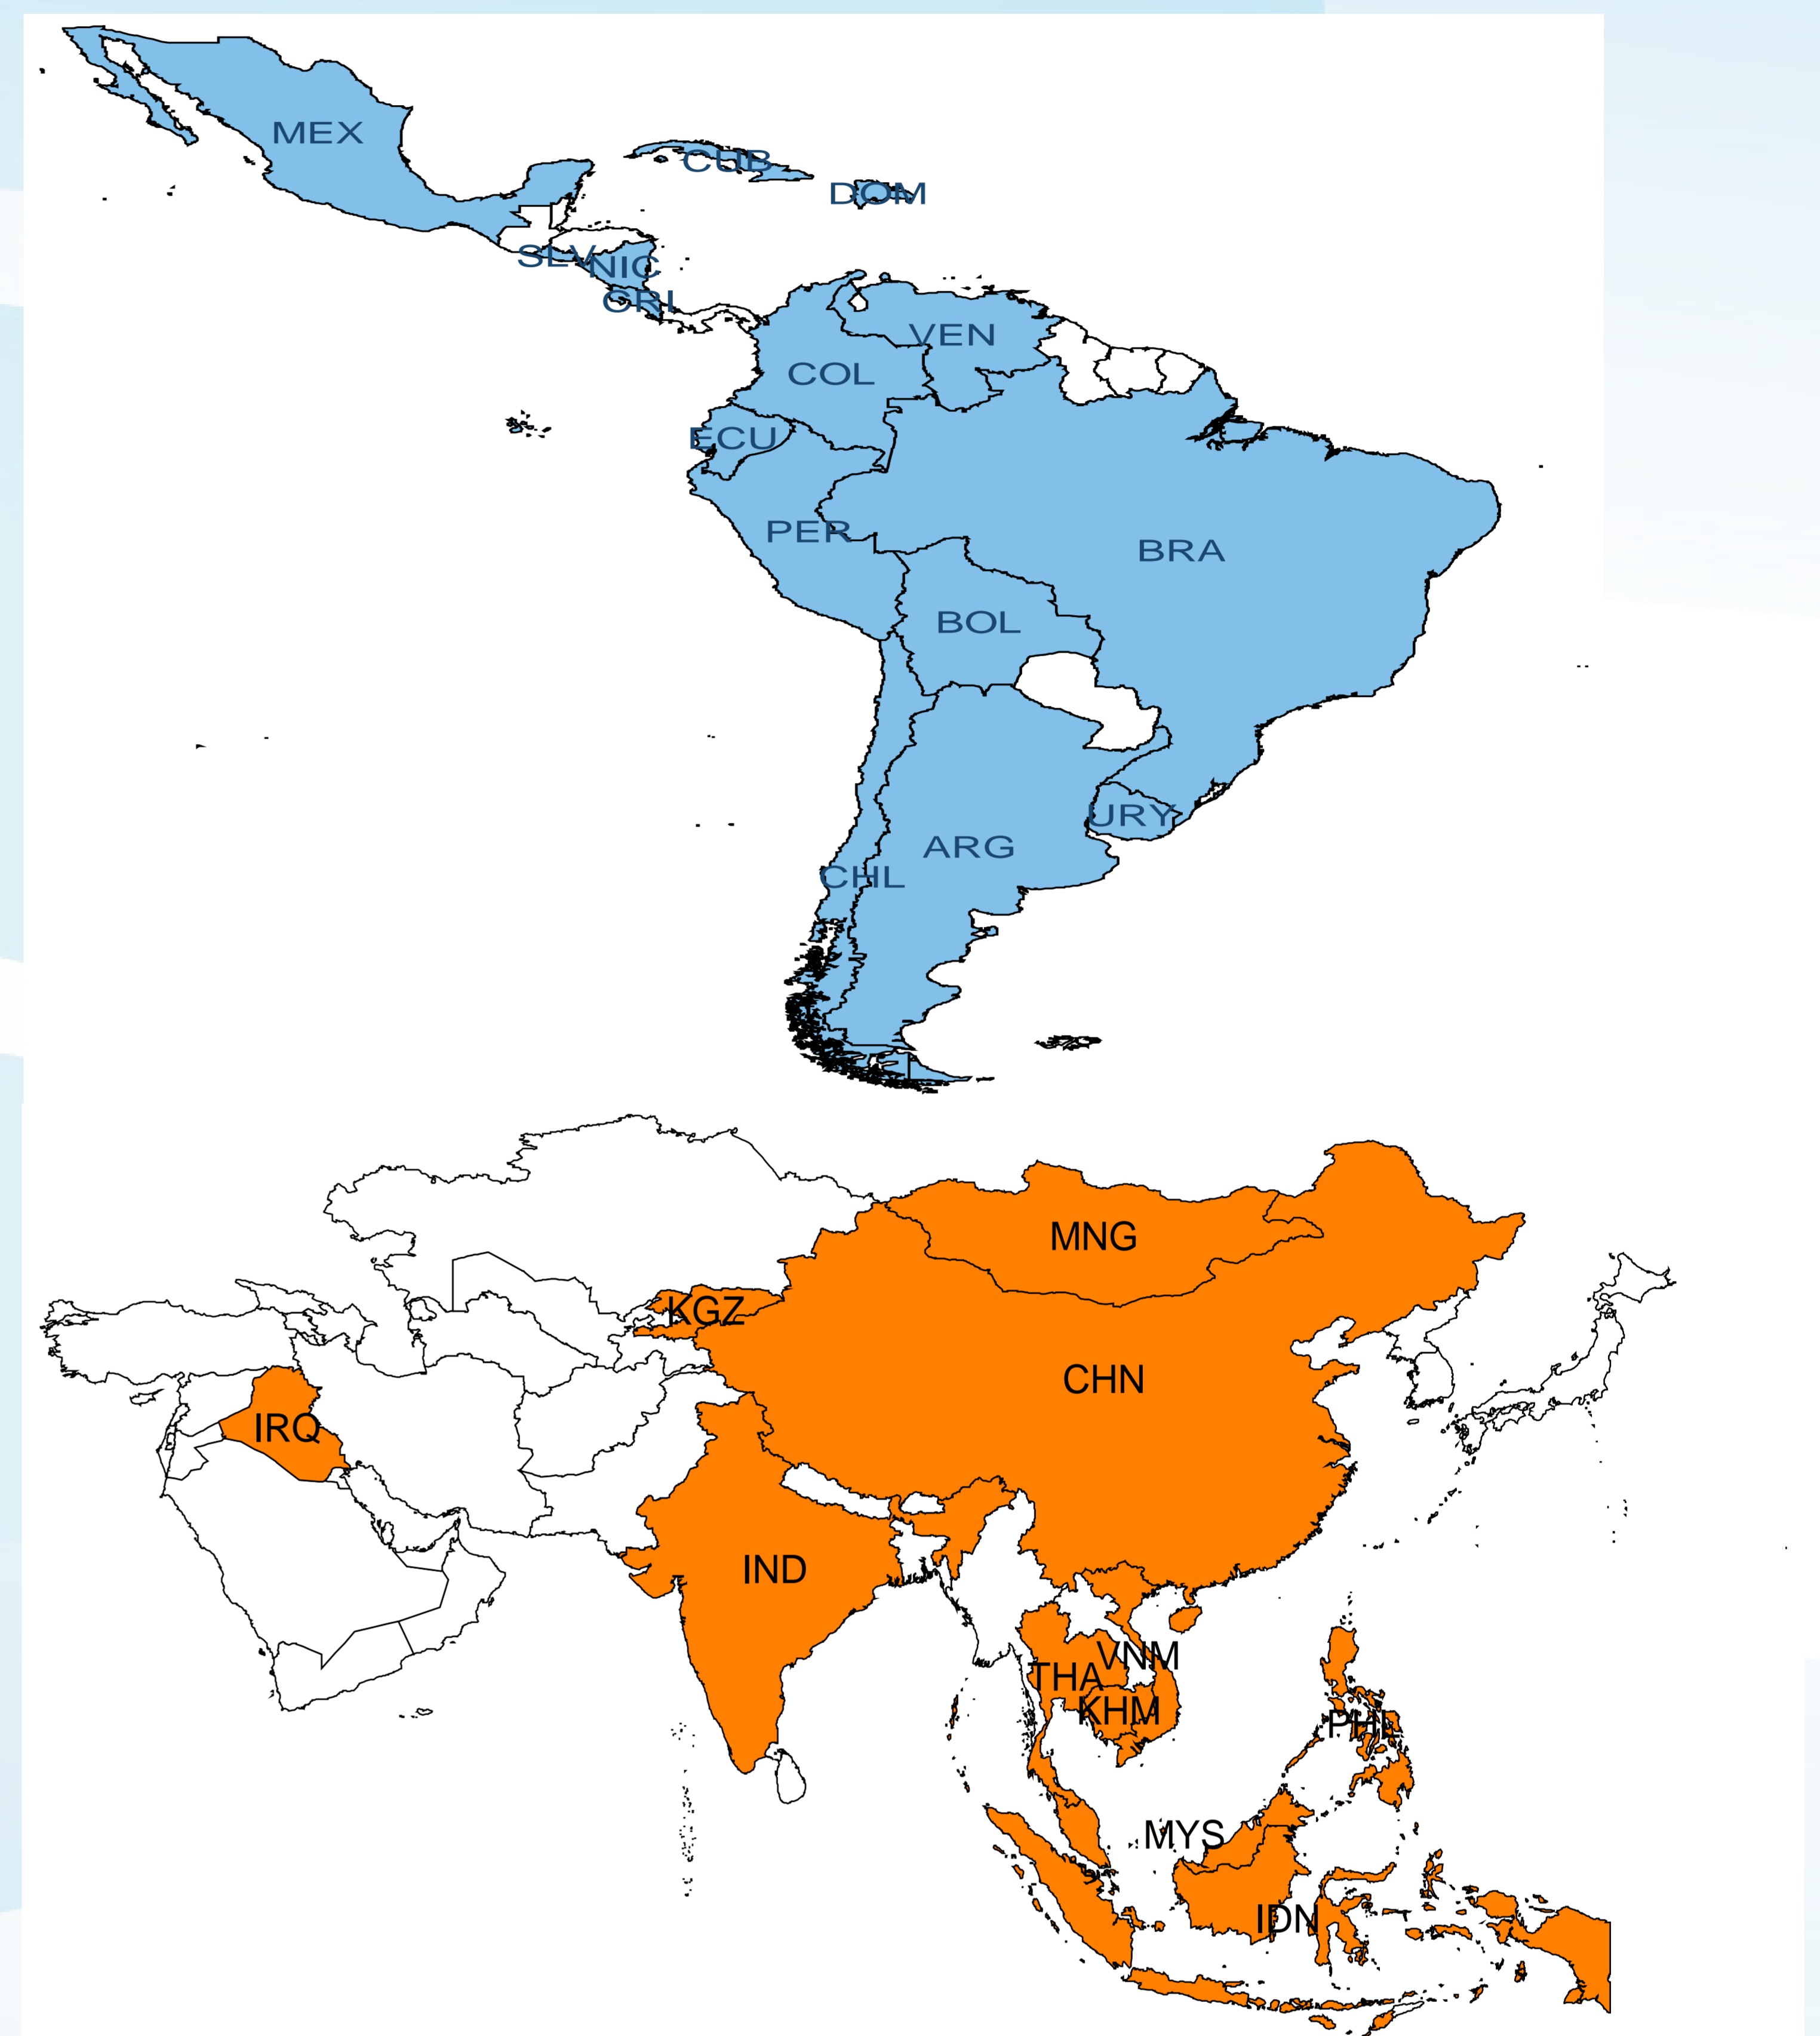 MEX
CUB
DOM
SLV
NIC
CRI
VEN
COL
ECU
PER
BRA
BOL
URY
ARG
CHL
MNG
KGZ
CHN
IRQ
IND
VNM
THA
KHM
PHL
MYS
IDN